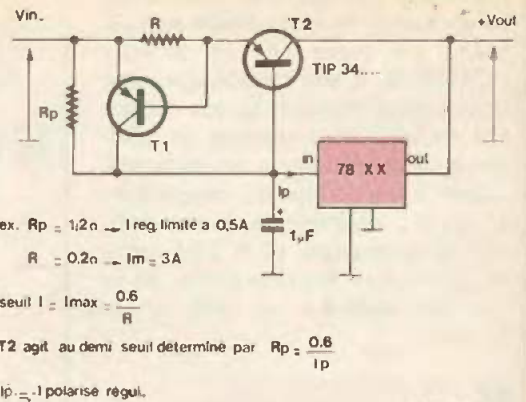 Vin.
R
T2
+Vout
TIP 34....
Rp
T1
in
78 XX
out
Ip
1µF
ex. Rp = 1,2Ω → I reg. limité a 0,5A
R = 0,2Ω → Im = 3A
seuil I = Imax = 0.6 / R
T2 agit au demi seuil determine par Rp = 0.6 / Ip
Ip = I polarise régul.